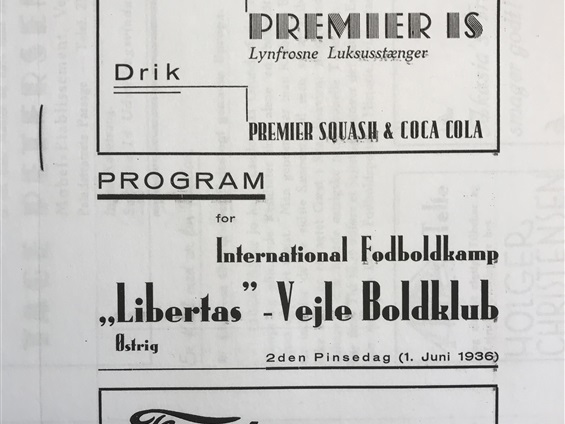 PREMIER IS
Lynfrosne Luksusstænger
Drik
PREMIER SQUASH & COCA COLA
PROGRAM
for
International Fodboldkamp
„Libertas” - Vejle Boldklub
Østrig
2den Pinsedag (1. Juni 1936)